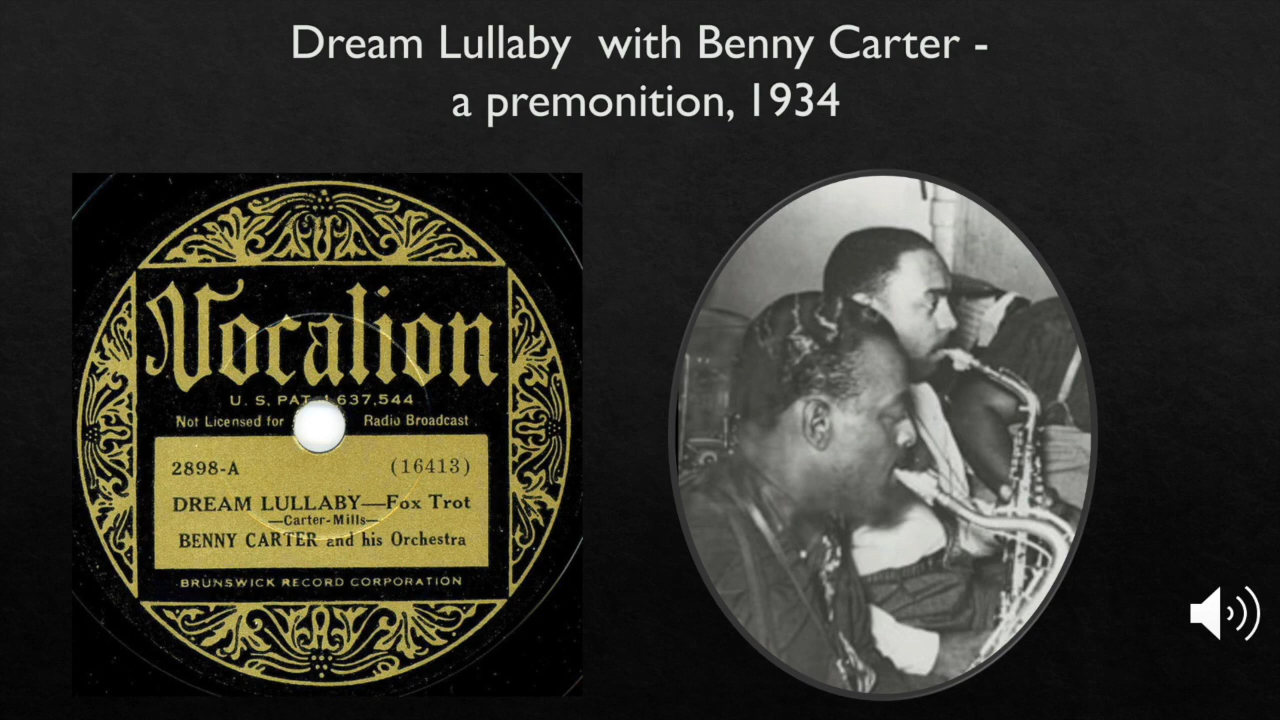 Dream Lullaby  with Benny Carter -
a premonition, 1934
Vocalion
U. S. PAT. 1,637,544
Not Licensed for Radio Broadcast
2898-A (16413)
DREAM LULLABY—Fox Trot
—Carter-Mills—
BENNY CARTER and his Orchestra
BRUNSWICK RECORD CORPORATION